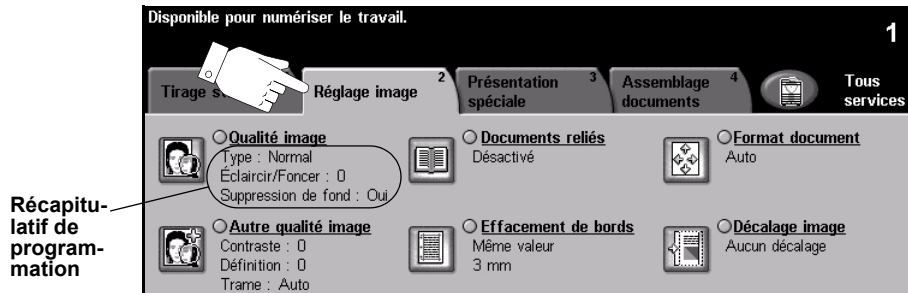 Disponible pour numériser le travail.
1
Tirage
Réglage image 2
Présentation spéciale 3
Assemblage documents 4
Tous services
Qualité image
Type : Normal
Éclaircir/Foncer : 0
Suppression de fond : Oui
Documents reliés
Désactivé
Format document
Auto
Récapitu-
latif de
program-
mation
Autre qualité image
Contraste : 0
Définition : 0
Trame : Auto
Effacement de bords
Même valeur
3 mm
Décalage image
Aucun décalage